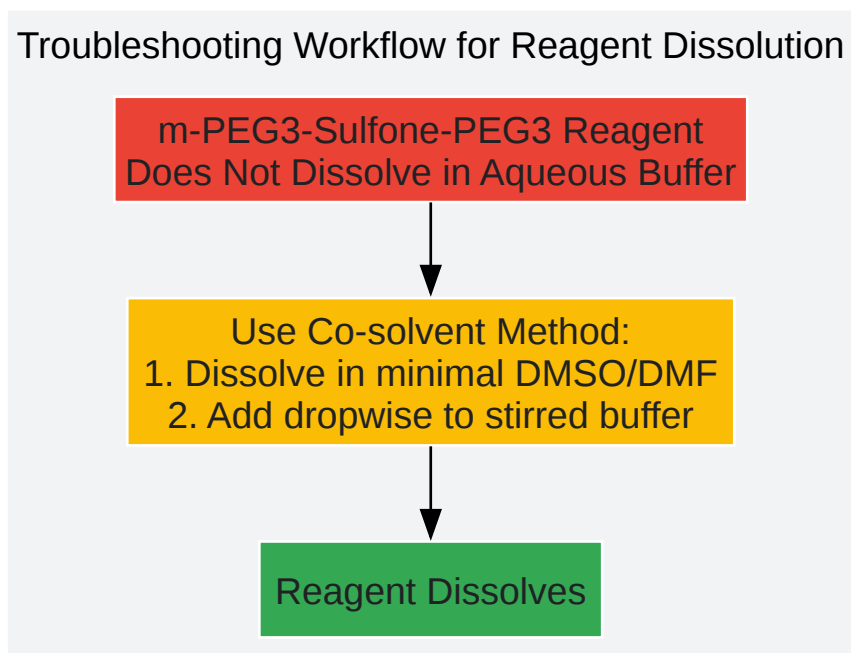 Troubleshooting Workflow for Reagent Dissolution
m-PEG3-Sulfone-PEG3 Reagent
Does Not Dissolve in Aqueous Buffer
Use Co-solvent Method:
1. Dissolve in minimal DMSO/DMF
2. Add dropwise to stirred buffer
Reagent Dissolves